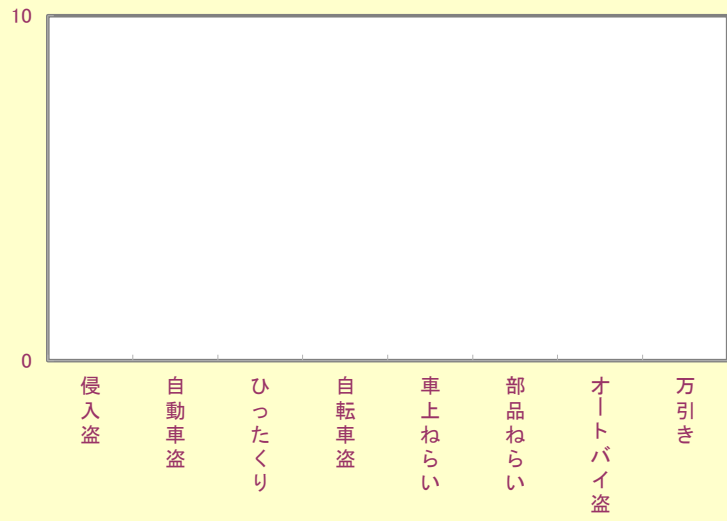 10
0
侵入盗
自動車盗
ひったくり
自転車盗
車上ねらい
部品ねらい
オートバイ盗
万引き